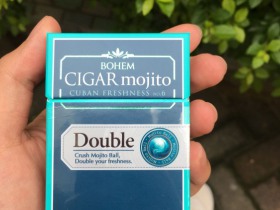 BOHEM
CIGAR mojito
CUBAN FRESHNESS
Double
Crush Mojito Ball,
Double your freshness.